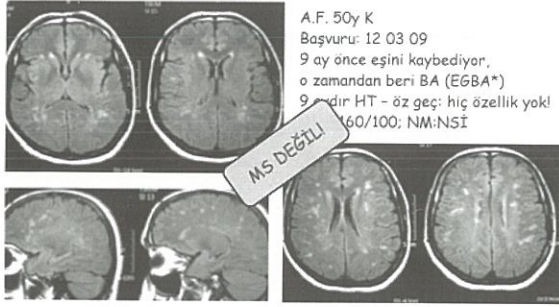 A.F. 50y K
Başvuru: 12 03 09
9 ay önce eşini kaybediyor,
o zamandan beri BA (EGBA*)
9 aydır HT - öz geç: hiç özellik yok!
160/100; NM:NSİ
MS DEĞİL!